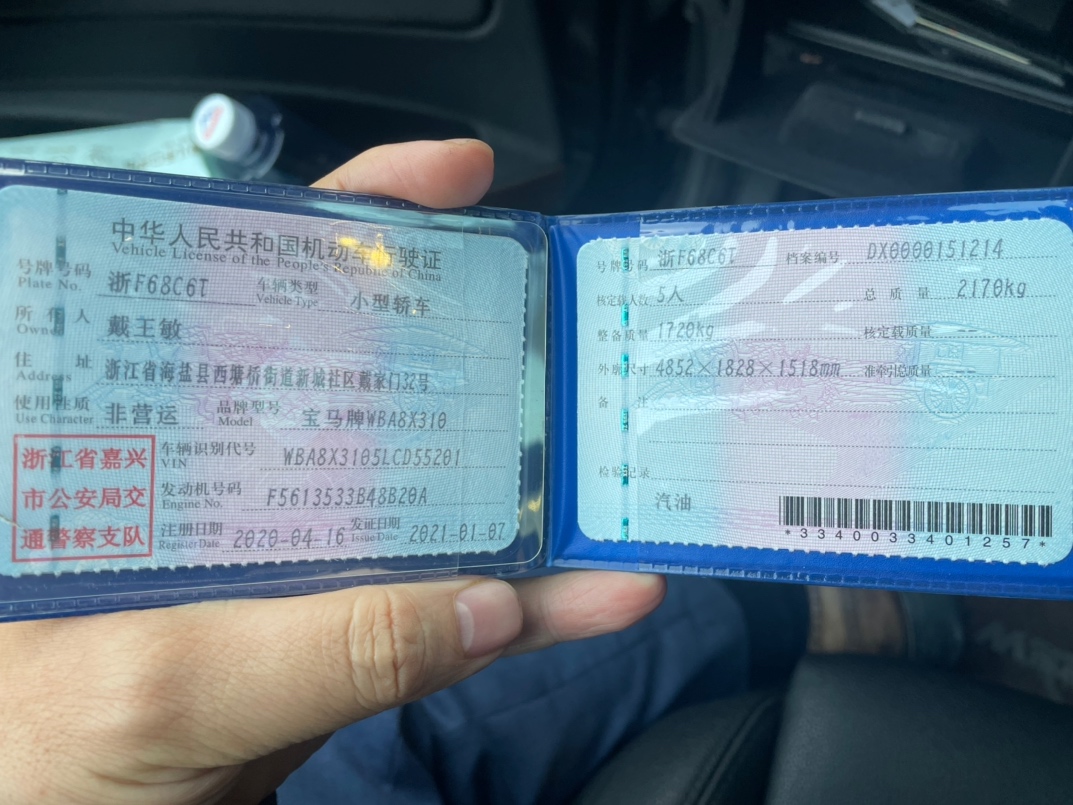 中华人民共和国机动车行驶证
Vehicle License of the People's Republic of China
号牌号码 浙F68C6T 车辆类型 小型轿车
Plate No. Vehicle Type
所有人 戴王敏
Owner
住址 浙江省海盐县西塘桥街道新城社区戴家门32号
Address
使用性质 非营运 品牌型号 宝马牌WBA8X310
Use Character Model
浙江省嘉兴
市公安局交
通警察支队
车辆识别代号 WBA8X3105LCD55201
VIN
发动机号码 F5613533B48B20A
Engine No.
注册日期 2020-04-16 发证日期 2021-01-07
Register Date Issue Date
号牌号码 浙F68C6T 档案编号 DX0000151214
核定载人数 5人 总质量 2170kg
整备质量 1720kg 核定载质量 --
外廓尺寸 4852×1828×1518mm 准牵引总质量 --
备注
检验记录
汽油
*3340033401257*